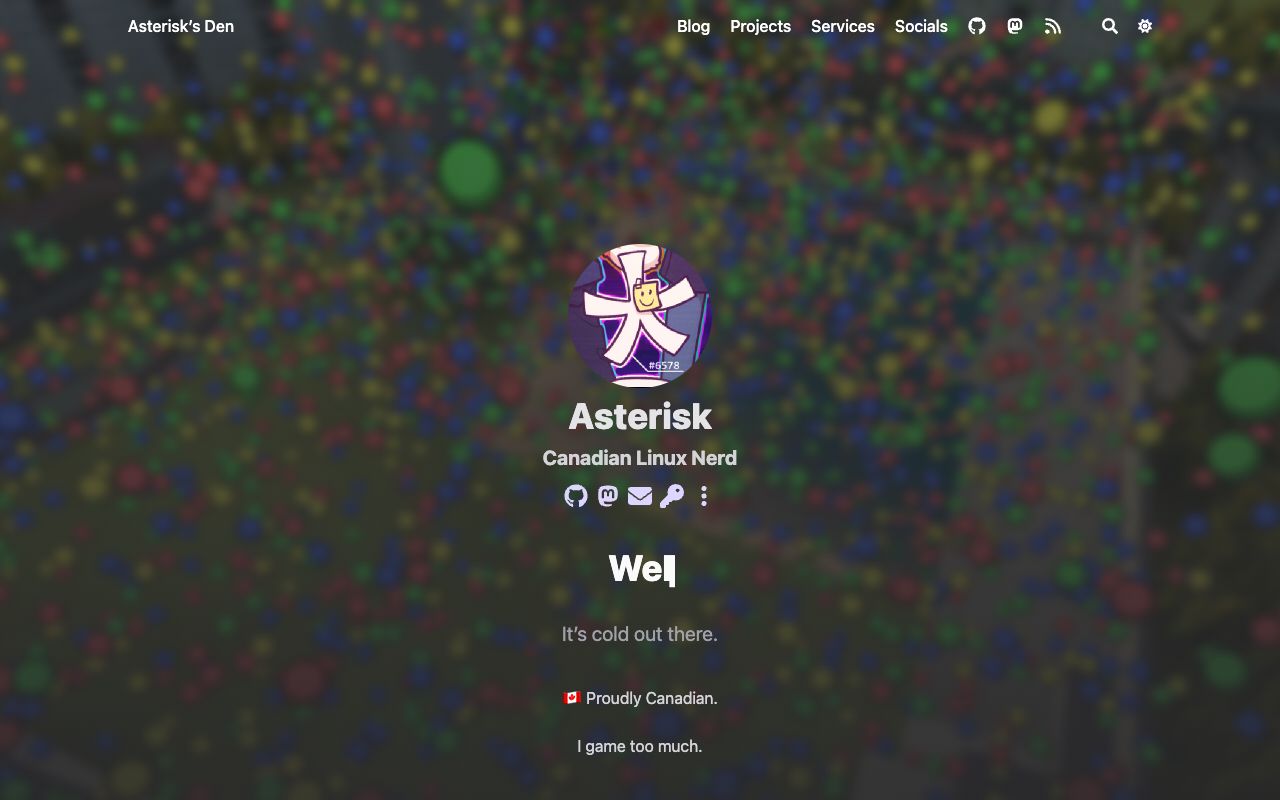 Asterisk’s Den
Blog Projects Services Socials
#6578
Asterisk
Canadian Linux Nerd
Wel
It’s cold out there.
🇨🇦 Proudly Canadian.
I game too much.